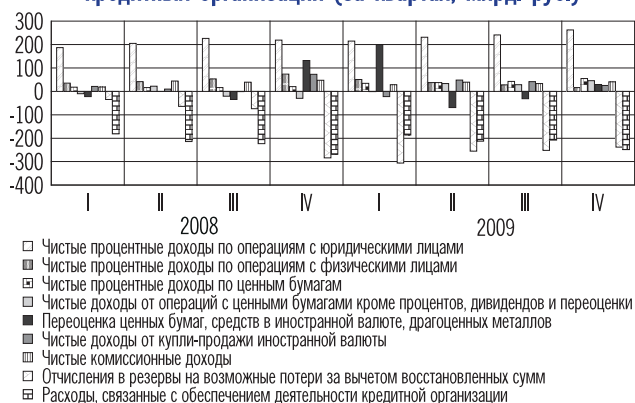 кредитных организаций (за квартал, млрд. руб.)
300
200
100
0
-100
-200
-300
-400
I II III IV I II III IV
2008 2009
Чистые процентные доходы по операциям с юридическими лицами
Чистые процентные доходы по операциям с физическими лицами
Чистые процентные доходы по ценным бумагам
Чистые доходы от операций с ценными бумагами кроме процентов, дивидендов и переоценки
Переоценка ценных бумаг, средств в иностранной валюте, драгоценных металлов
Чистые доходы от купли-продажи иностранной валюты
Чистые комиссионные доходы
Отчисления в резервы на возможные потери за вычетом восстановленных сумм
Расходы, связанные с обеспечением деятельности кредитной организации